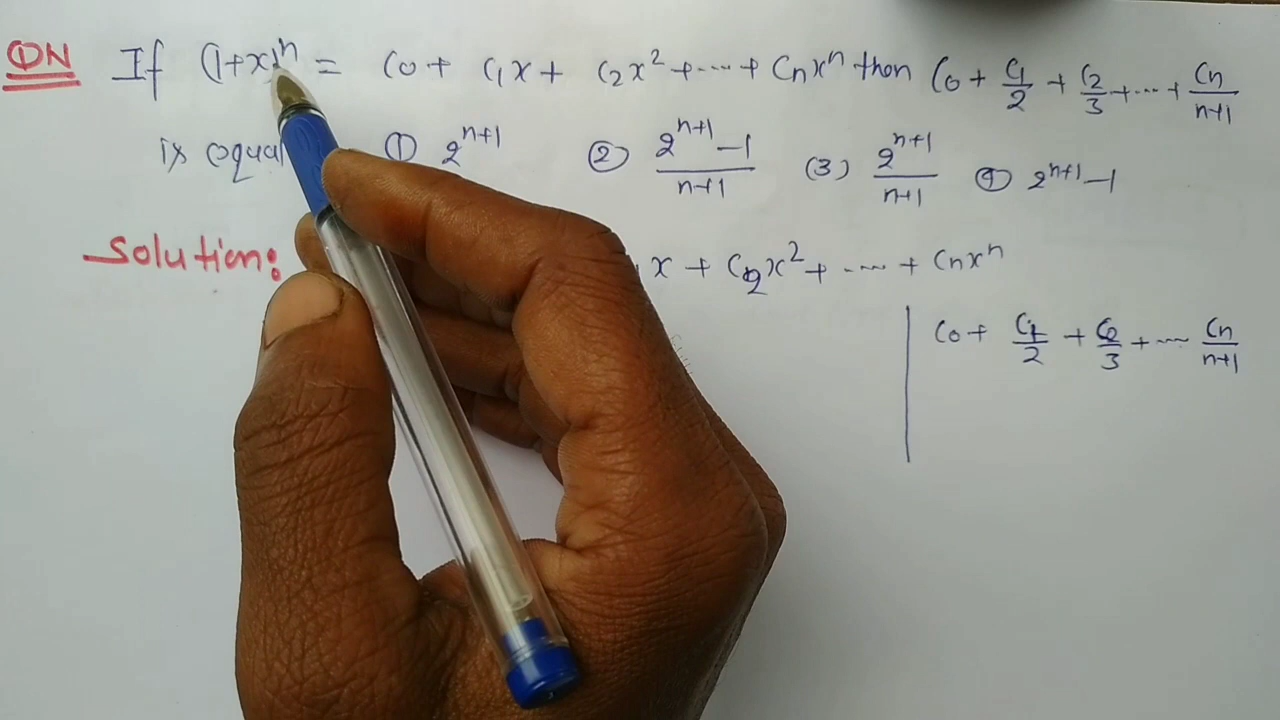 QN If (1+x)^n = C0 + C1x + C2x^2 + ---- + Cnx^n then C0 + C1/2 + C2/3 + --- + Cn/n+1
is equal ① 2^n+1 ② 2^n+1 -1/n+1 (3) 2^n+1/n+1 ④ 2^n+1 -1
Solution: x + C2x^2 + ---- + Cnx^n
C0 + C1/2 + C2/3 + ---- Cn/n+1